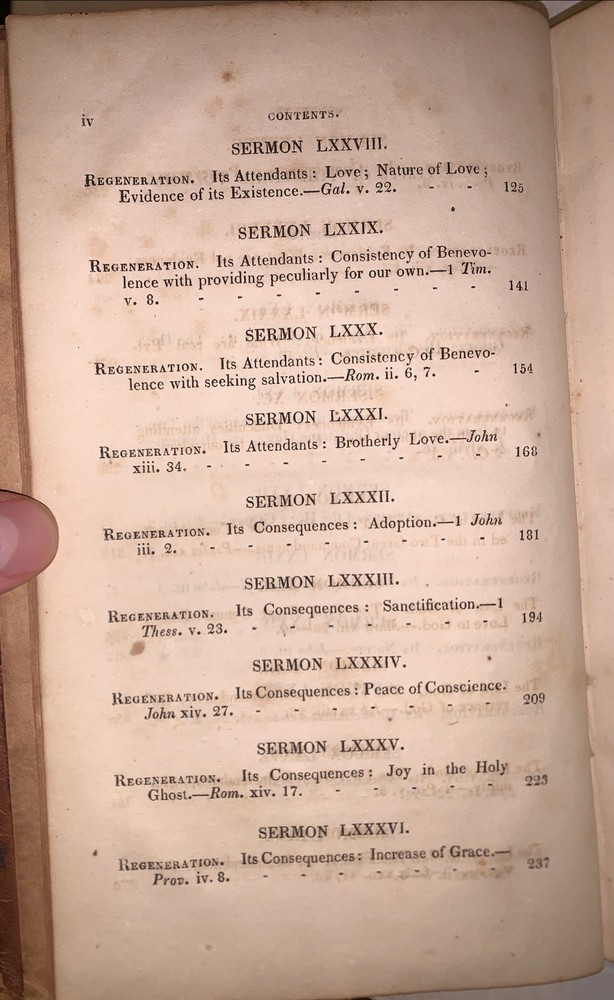 iv
CONTENTS.
SERMON LXXVIII.
REGENERATION. Its Attendants: Love; Nature of Love;
Evidence of its Existence.—Gal. v. 22. - - 125
SERMON LXXIX.
REGENERATION. Its Attendants: Consistency of Benevo-
lence with providing peculiarly for our own.—1 Tim.
v. 8. - - - - - - - - 141
SERMON LXXX.
REGENERATION. Its Attendants: Consistency of Benevo-
lence with seeking salvation.—Rom. ii. 6, 7. - 154
SERMON LXXXI.
REGENERATION. Its Attendants: Brotherly Love.—John
xiii. 34. - - - - - - - - 168
SERMON LXXXII.
REGENERATION. Its Consequences: Adoption.—1 John
iii. 2. - - - - - - - - 181
SERMON LXXXIII.
REGENERATION. Its Consequences: Sanctification.—1
Thess. v. 23. - - - - - - - 194
SERMON LXXXIV.
REGENERATION. Its Consequences: Peace of Conscience.
John xiv. 27. - - - - - - - 209
SERMON LXXXV.
REGENERATION. Its Consequences: Joy in the Holy
Ghost.—Rom. xiv. 17. - - - - - 223
SERMON LXXXVI.
REGENERATION. Its Consequences: Increase of Grace.—
Prov. iv. 8. - - - - - - - 237